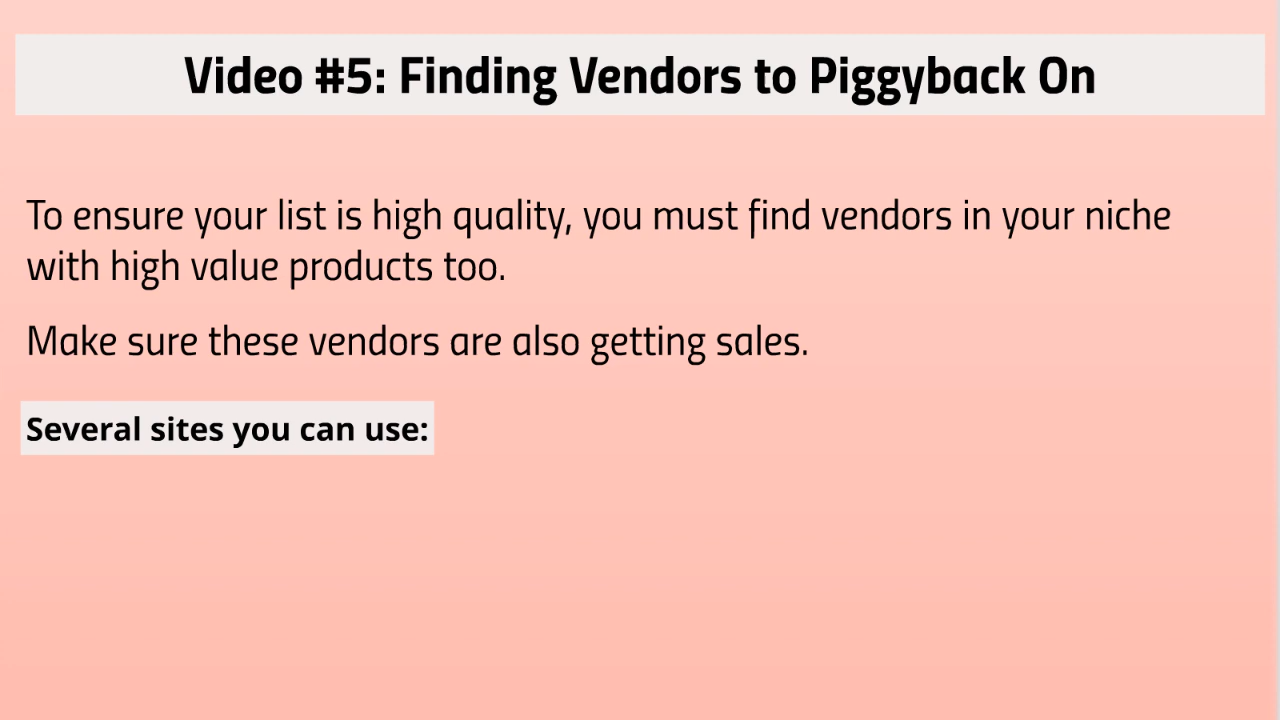 Video #5: Finding Vendors to Piggyback On
To ensure your list is high quality, you must find vendors in your niche
with high value products too.
Make sure these vendors are also getting sales.
Several sites you can use: